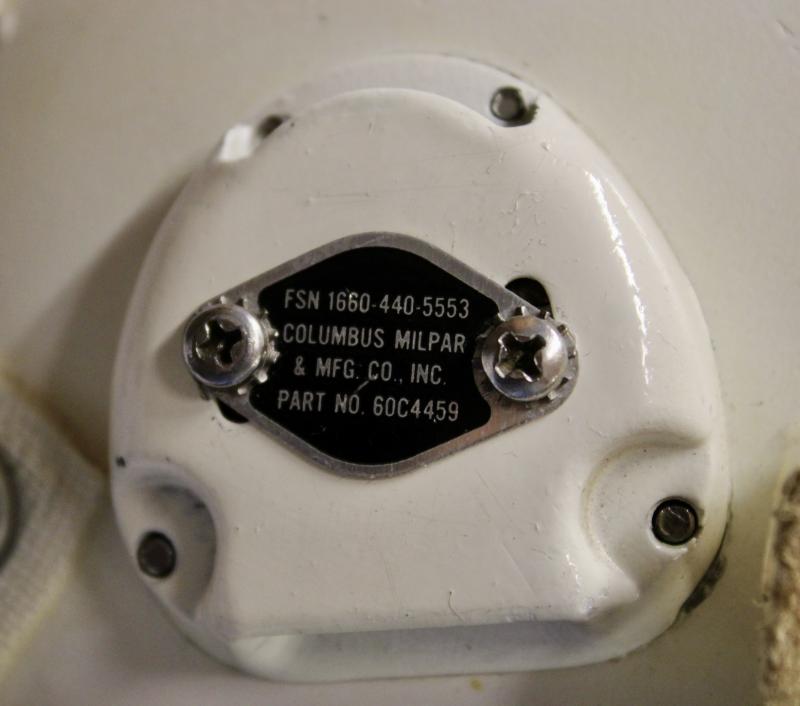 FSN 1660-440-5553
COLUMBUS MILPAR
& MFG. CO., INC.
PART NO. 60C4459